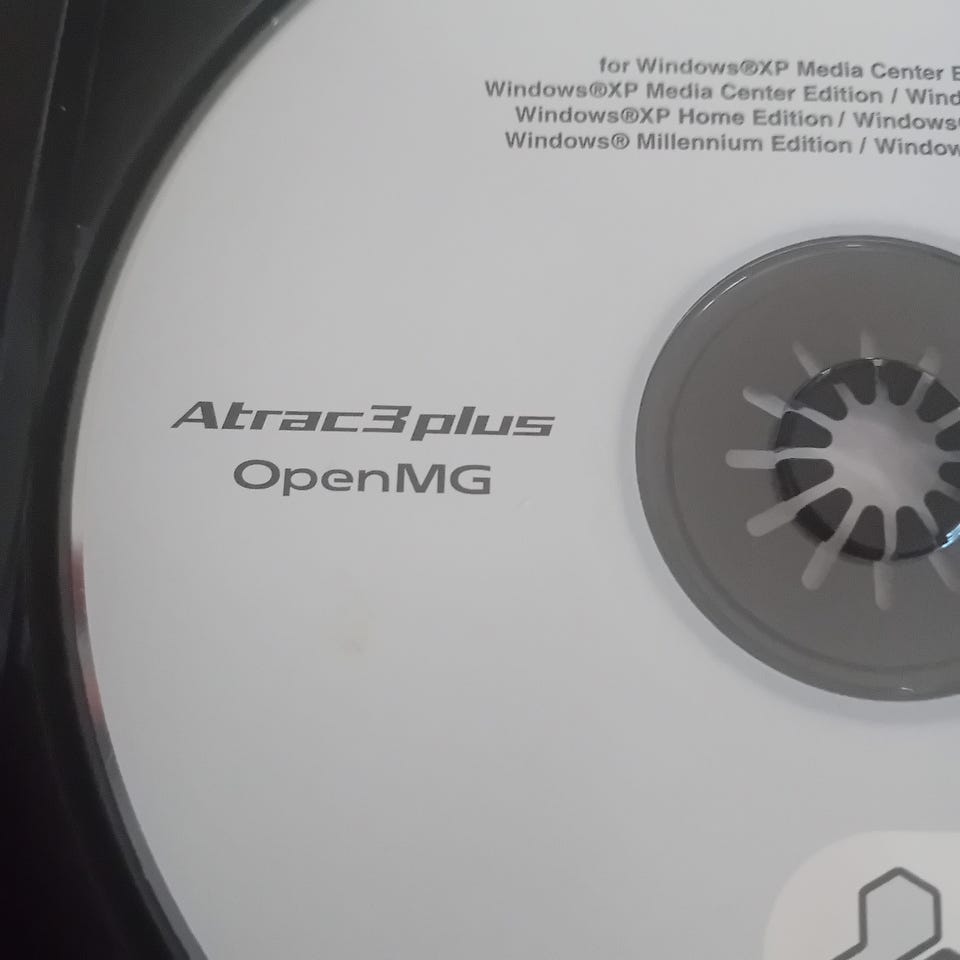 for Windows®XP Media Center
Windows®XP Media Center Edition /
Windows®XP Home Edition / Windows
Windows® Millennium Edition /
Atrac3plus
OpenMG